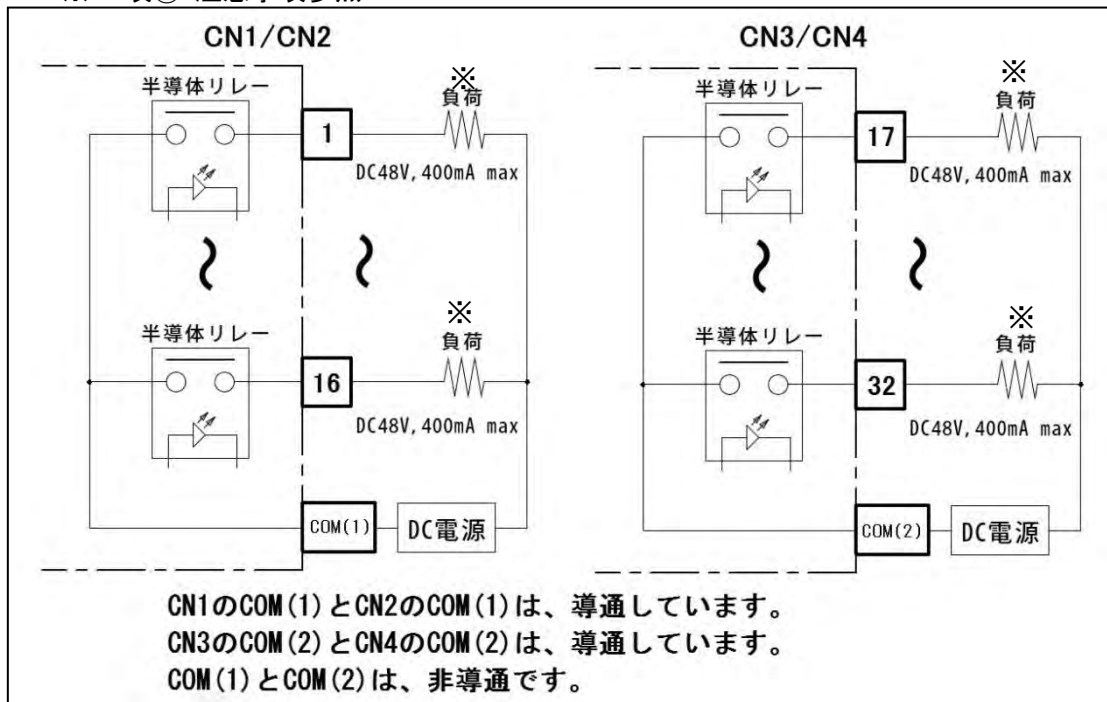 CN1/CN2
半導体リレー
※
負荷
1
DC48V,400mA max
半導体リレー
※
負荷
16
DC48V,400mA max
COM(1)
DC電源
CN3/CN4
半導体リレー
※
負荷
17
DC48V,400mA max
半導体リレー
※
負荷
32
DC48V,400mA max
COM(2)
DC電源
CN1のCOM(1)とCN2のCOM(1)は、導通しています。
CN3のCOM(2)とCN4のCOM(2)は、導通しています。
COM(1)とCOM(2)は、非導通です。